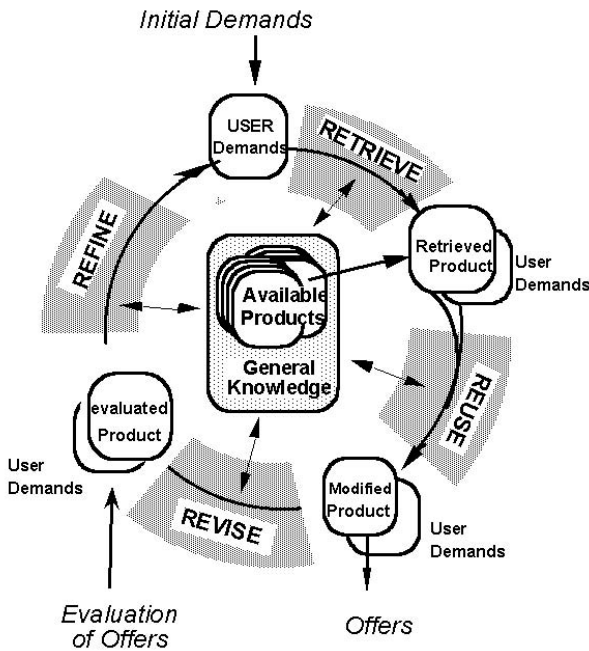 Initial Demands
USER
Demands
RETRIEVE
REFINE
Retrieved
Product
User
Demands
Available
Products
General
Knowledge
REUSE
evaluated
Product
User
Demands
REVISE
Modified
Product
User
Demands
Evaluation
of Offers
Offers